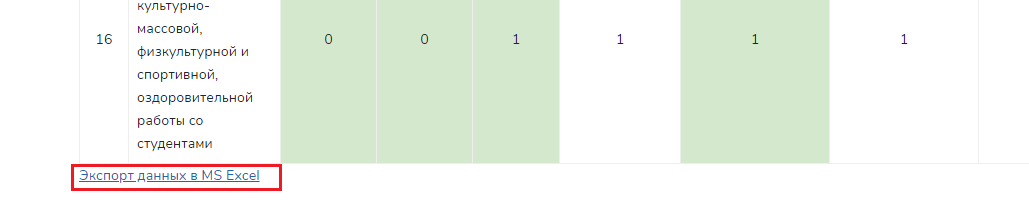 культурно-
массовой,
16 физкультурной и 0 0 1 1 1 1
спортивной,
оздоровительной
работы со
студентами
Экспорт данных в MS Excel